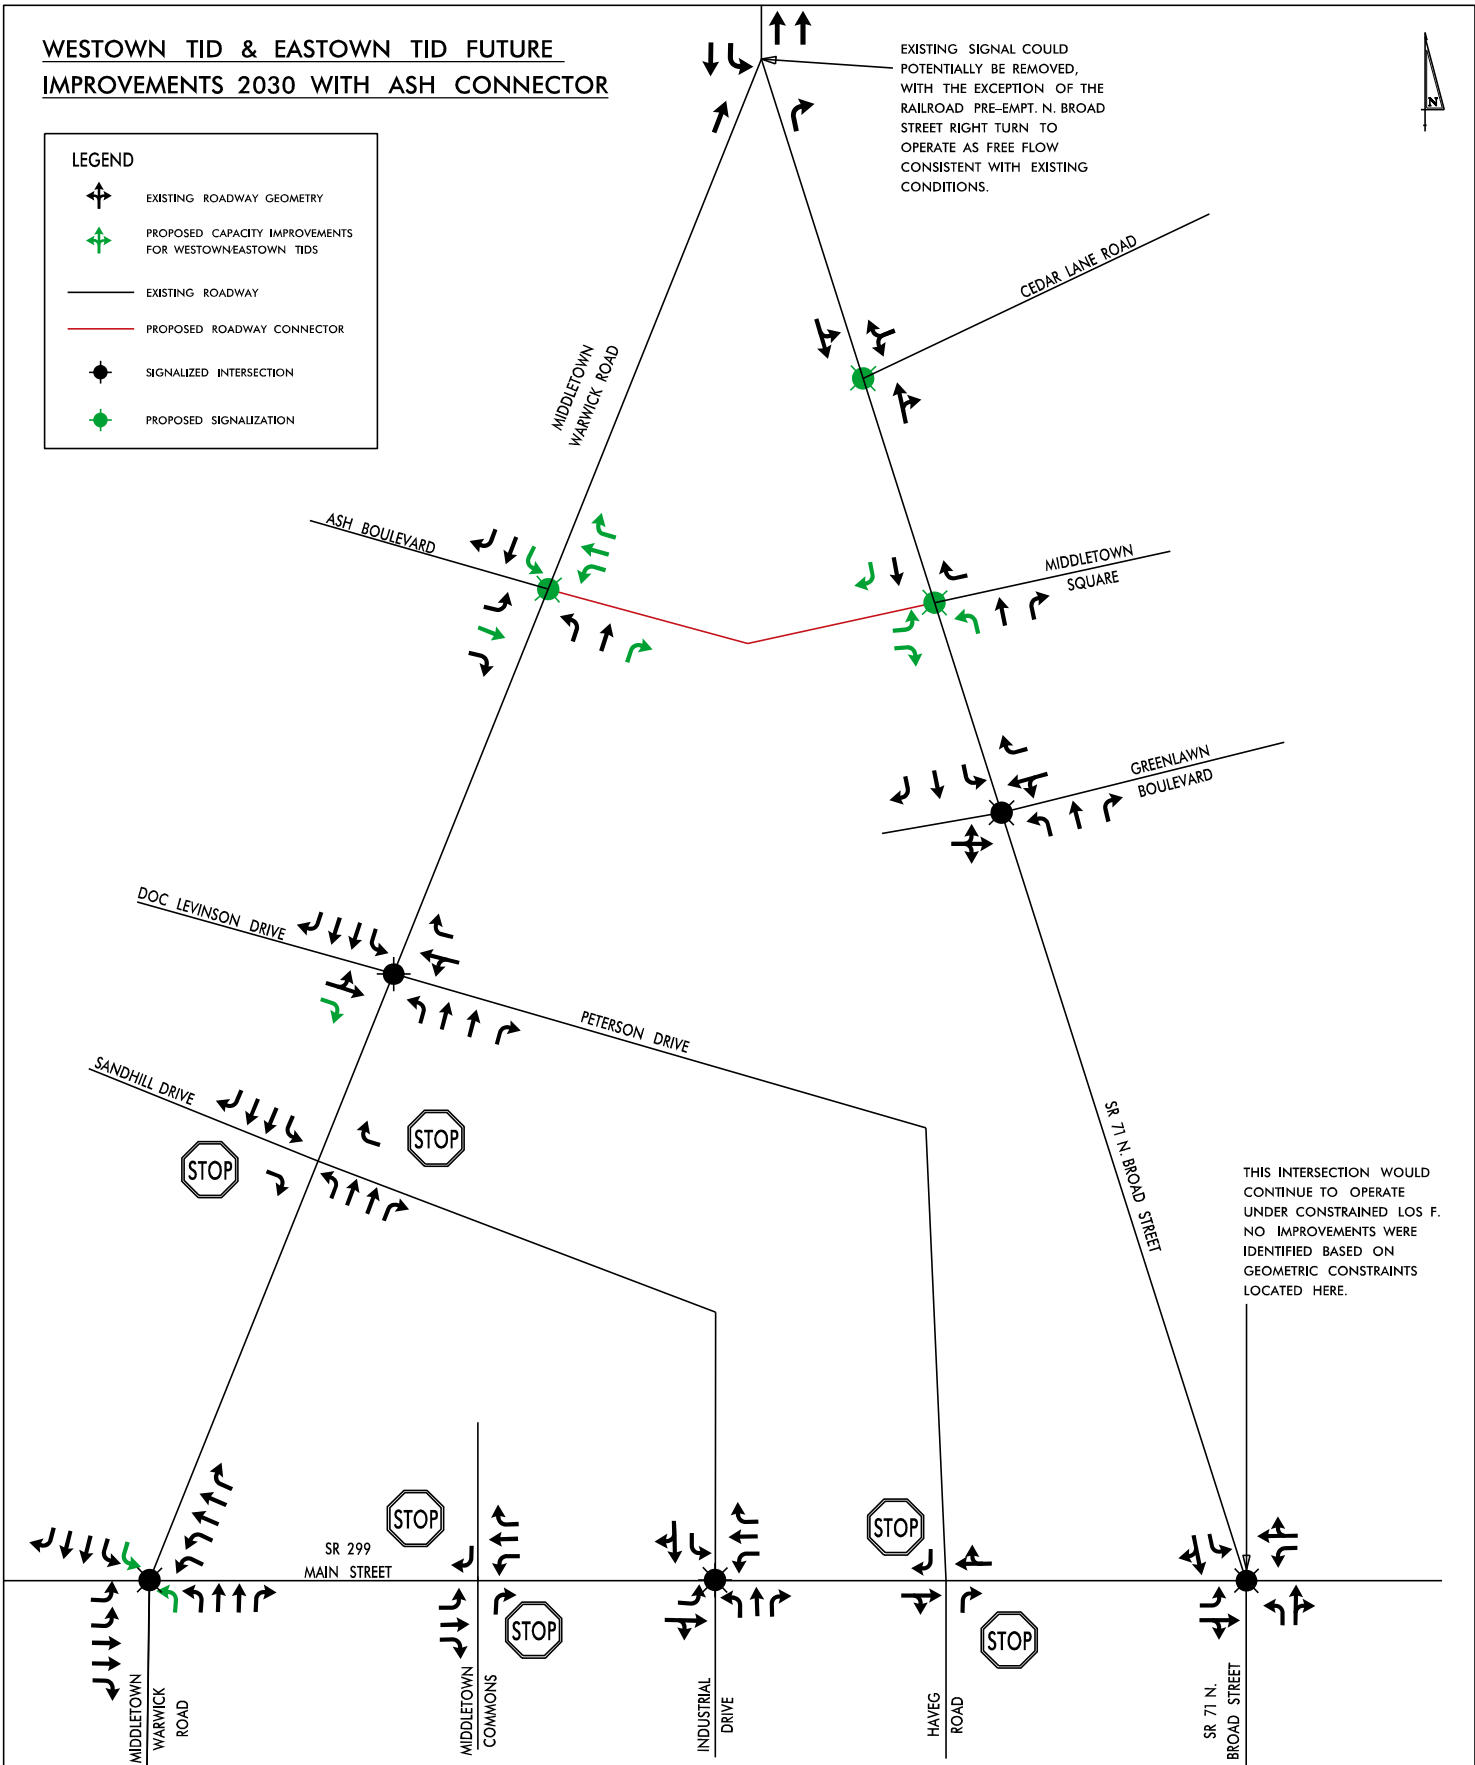 WESTOWN TID & EASTOWN TID FUTURE
IMPROVEMENTS 2030 WITH ASH CONNECTOR
EXISTING SIGNAL COULD
POTENTIALLY BE REMOVED,
WITH THE EXCEPTION OF THE
RAILROAD PRE-EMPT. N. BROAD
STREET RIGHT TURN TO
OPERATE AS FREE FLOW
CONSISTENT WITH EXISTING
CONDITIONS.
N
LEGEND
EXISTING ROADWAY GEOMETRY
PROPOSED CAPACITY IMPROVEMENTS
FOR WESTOWN/EASTOWN TIDS
EXISTING ROADWAY
PROPOSED ROADWAY CONNECTOR
SIGNALIZED INTERSECTION
PROPOSED SIGNALIZATION
CEDAR LANE ROAD
MIDDLETOWN
WARWICK ROAD
ASH BOULEVARD
MIDDLETOWN
SQUARE
GREENLAWN
BOULEVARD
DOC LEVINSON DRIVE
PETERSON DRIVE
SANDHILL DRIVE
STOP
STOP
SR 71 N. BROAD STREET
THIS INTERSECTION WOULD
CONTINUE TO OPERATE
UNDER CONSTRAINED LOS F.
NO IMPROVEMENTS WERE
IDENTIFIED BASED ON
GEOMETRIC CONSTRAINTS
LOCATED HERE.
SR 299
MAIN STREET
STOP
STOP
STOP
STOP
MIDDLETOWN
WARWICK
ROAD
MIDDLETOWN
COMMONS
INDUSTRIAL
DRIVE
HAVEG
ROAD
SR 71 N.
BROAD STREET